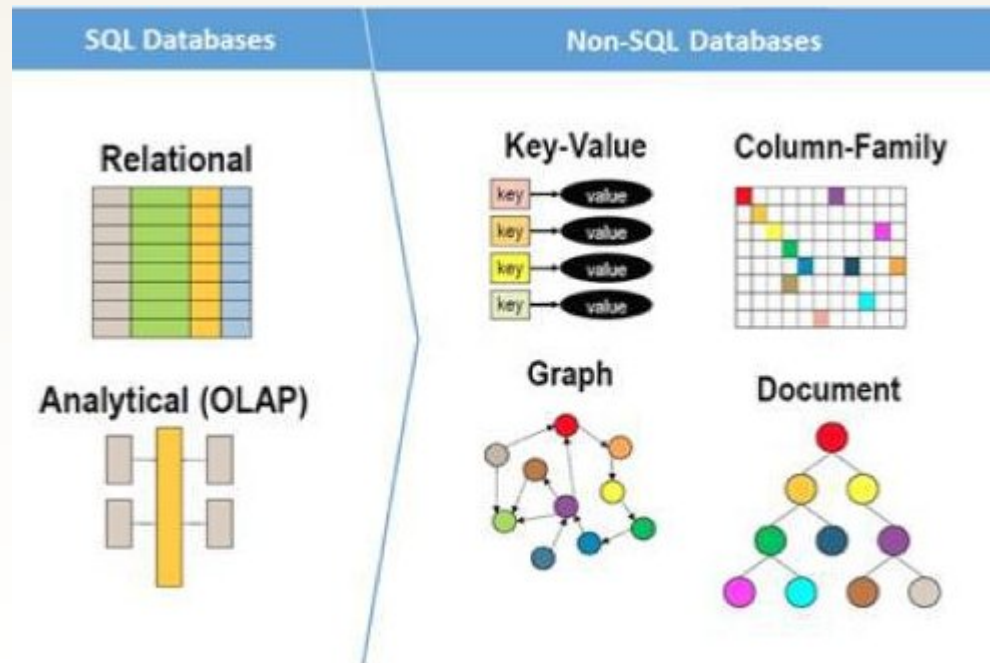 SQL Databases
Non-SQL Databases
Relational
Analytical (OLAP)
Key-Value
key
value
key
value
key
value
key
value
Column-Family
Graph
Document